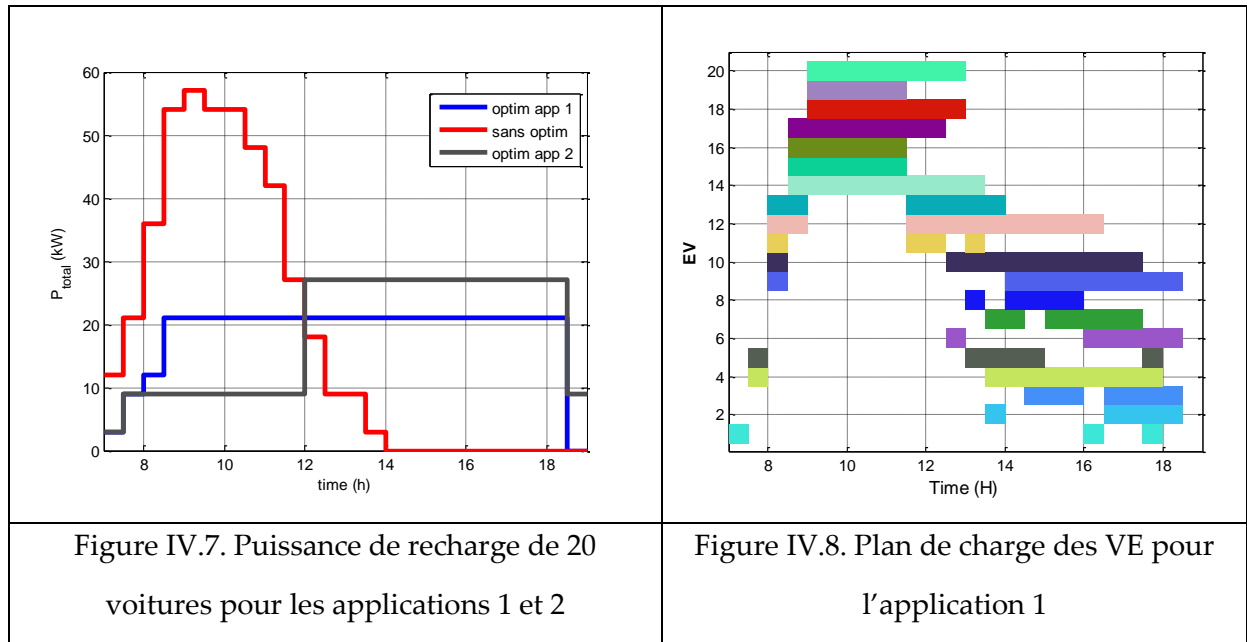 60
50
40
30
20
10
0
P_total (kW)
8 10 12 14 16 18
time (h)
optim app 1
sans optim
optim app 2
20
18
16
14
12
10
8
6
4
2
EV
8 10 12 14 16 18
Time (H)
Figure IV.7. Puissance de recharge de 20
voitures pour les applications 1 et 2
Figure IV.8. Plan de charge des VE pour
l’application 1